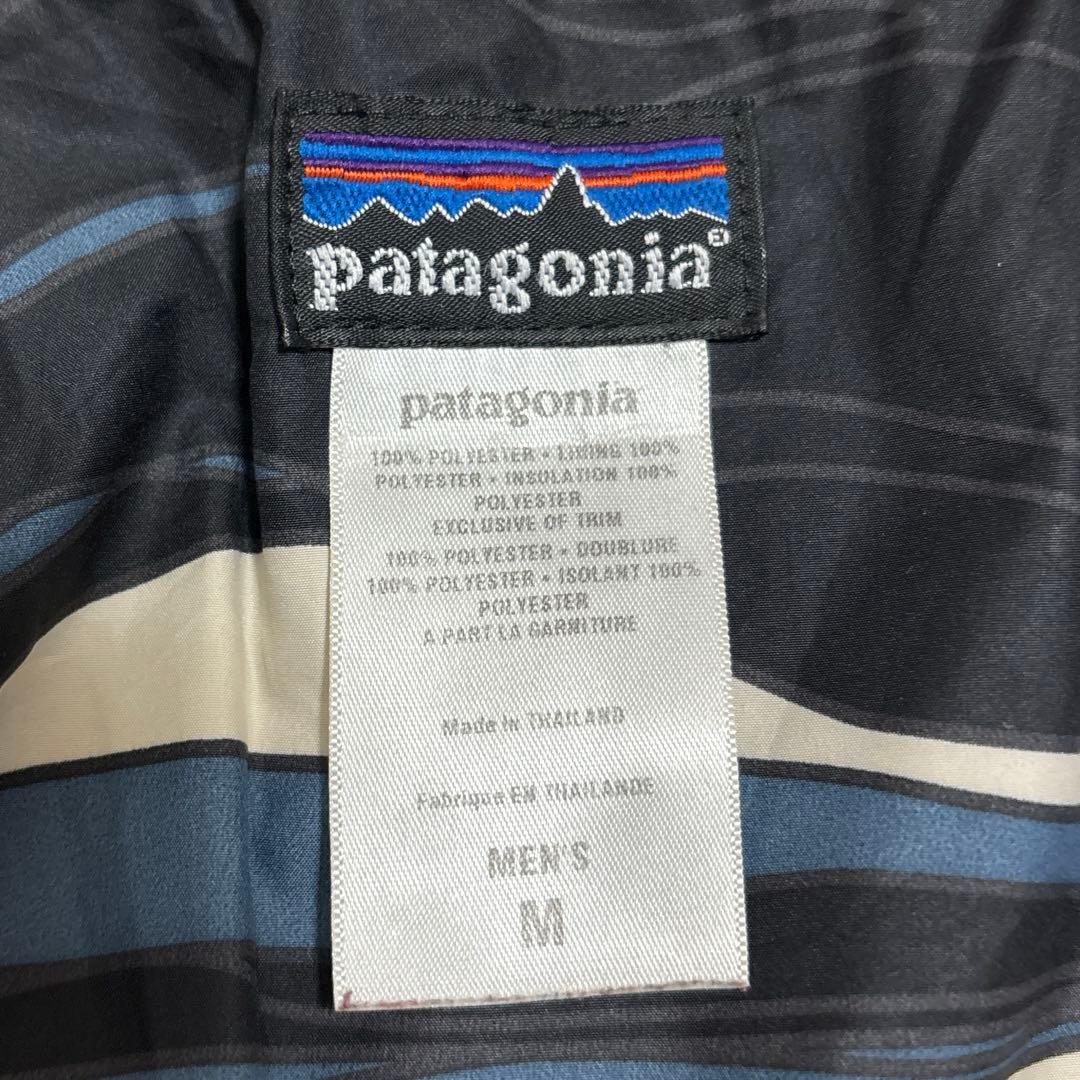 patagonia®
patagonia
100% POLYESTER • LINING 100%
POLYESTER • INSULATION 100%
POLYESTER
EXCLUSIVE OF TRIM
100% POLYESTER • DOUBLURE
100% POLYESTER • ISOLANT 100%
POLYESTER
A PART LA GARNITURE
Made in THAILAND
Fabrique EN THAILANDE
MEN'S
M